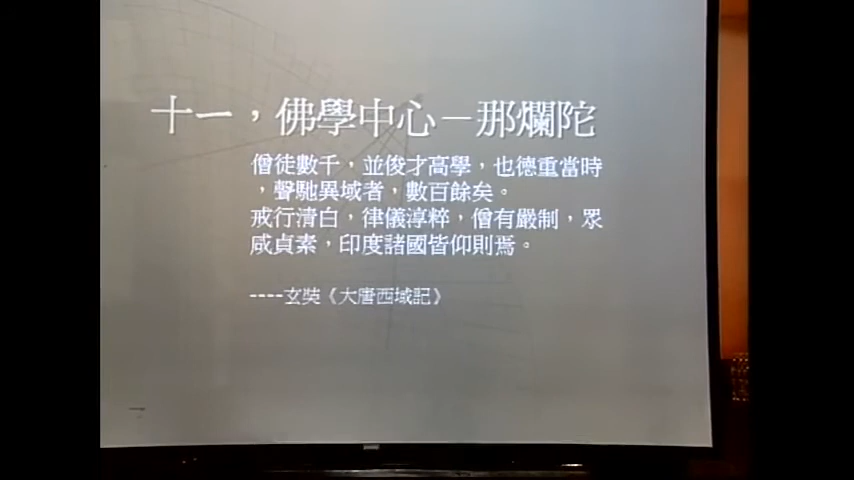 十一，佛學中心－那爛陀
僧徒數千，並俊才高學，也德重當時
，聲馳異域者，數百餘矣。
戒行清白，律儀淳粹，僧有嚴制，眾
咸貞素，印度諸國皆仰則焉。
----玄奘《大唐西域記》